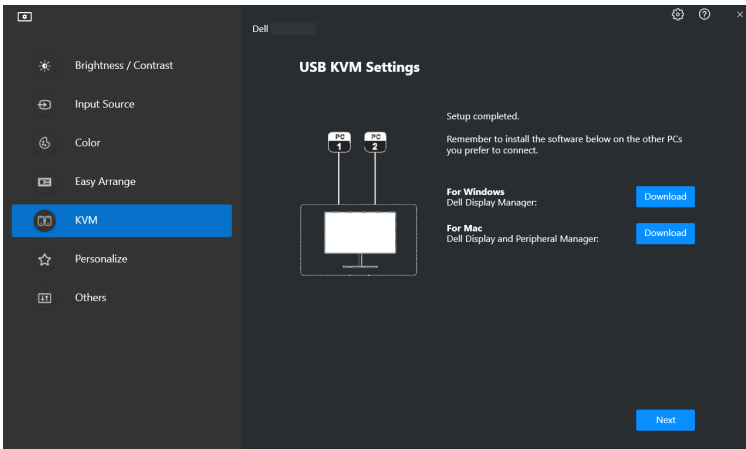 Dell
Brightness / Contrast
Input Source
Color
Easy Arrange
KVM
Personalize
Others
USB KVM Settings
PC
1
PC
2
Setup completed.
Remember to install the software below on the other PCs
you prefer to connect.
For Windows
Dell Display Manager:
Download
For Mac
Dell Display and Peripheral Manager:
Download
Next